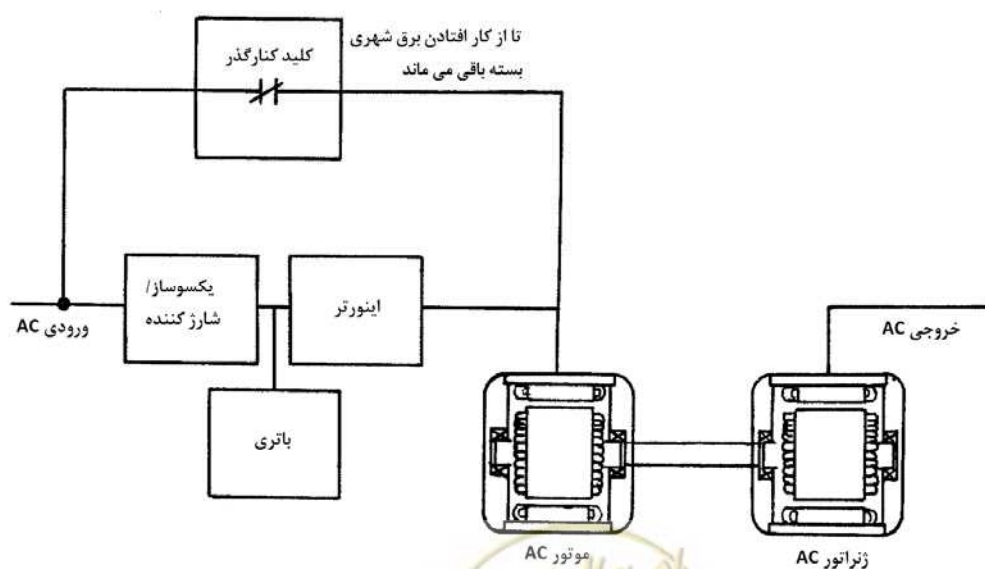 کلید کنارگذر
تا از کار افتادن برق شهری
بسته باقی می ماند
یکسوساز/
شارژ کننده
اینورتر
ورودی AC
خروجی AC
باتری
موتور AC
ژنراتور AC